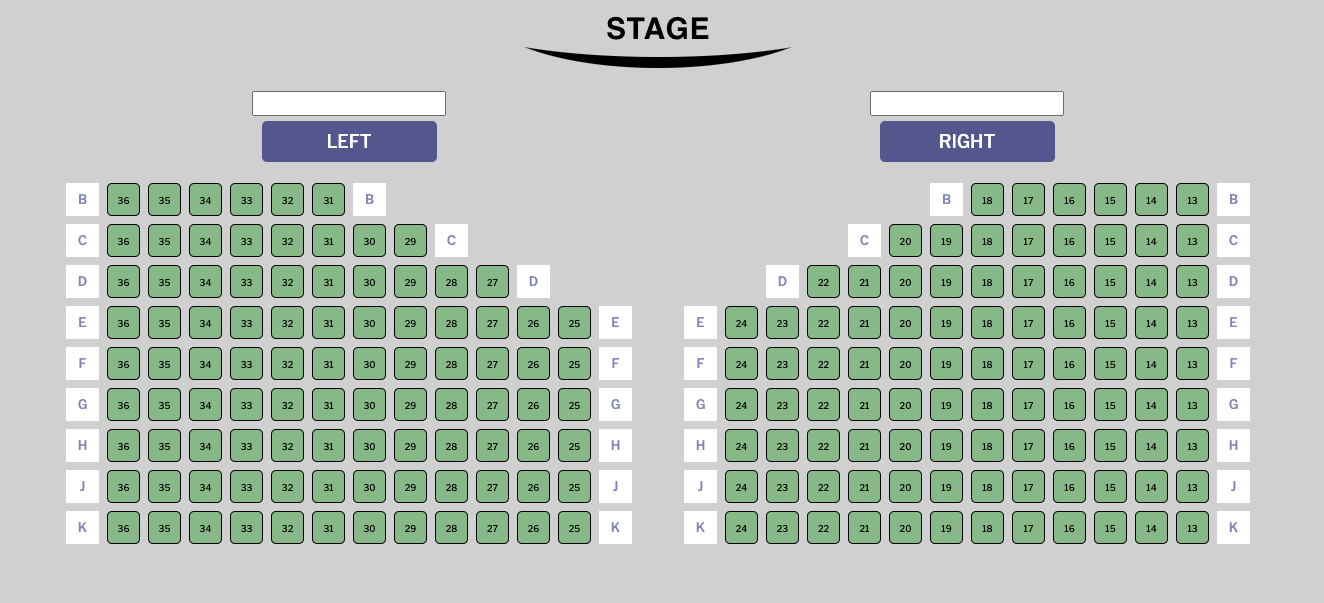 STAGE
LEFT RIGHT
B 36 35 34 33 32 31 B B 18 17 16 15 14 13 B
C 36 35 34 33 32 31 30 29 C C 20 19 18 17 16 15 14 13 C
D 36 35 34 33 32 31 30 29 28 27 D D 22 21 20 19 18 17 16 15 14 13 D
E 36 35 34 33 32 31 30 29 28 27 26 25 E E 24 23 22 21 20 19 18 17 16 15 14 13 E
F 36 35 34 33 32 31 30 29 28 27 26 25 F F 24 23 22 21 20 19 18 17 16 15 14 13 F
G 36 35 34 33 32 31 30 29 28 27 26 25 G G 24 23 22 21 20 19 18 17 16 15 14 13 G
H 36 35 34 33 32 31 30 29 28 27 26 25 H H 24 23 22 21 20 19 18 17 16 15 14 13 H
J 36 35 34 33 32 31 30 29 28 27 26 25 J J 24 23 22 21 20 19 18 17 16 15 14 13 J
K 36 35 34 33 32 31 30 29 28 27 26 25 K K 24 23 22 21 20 19 18 17 16 15 14 13 K